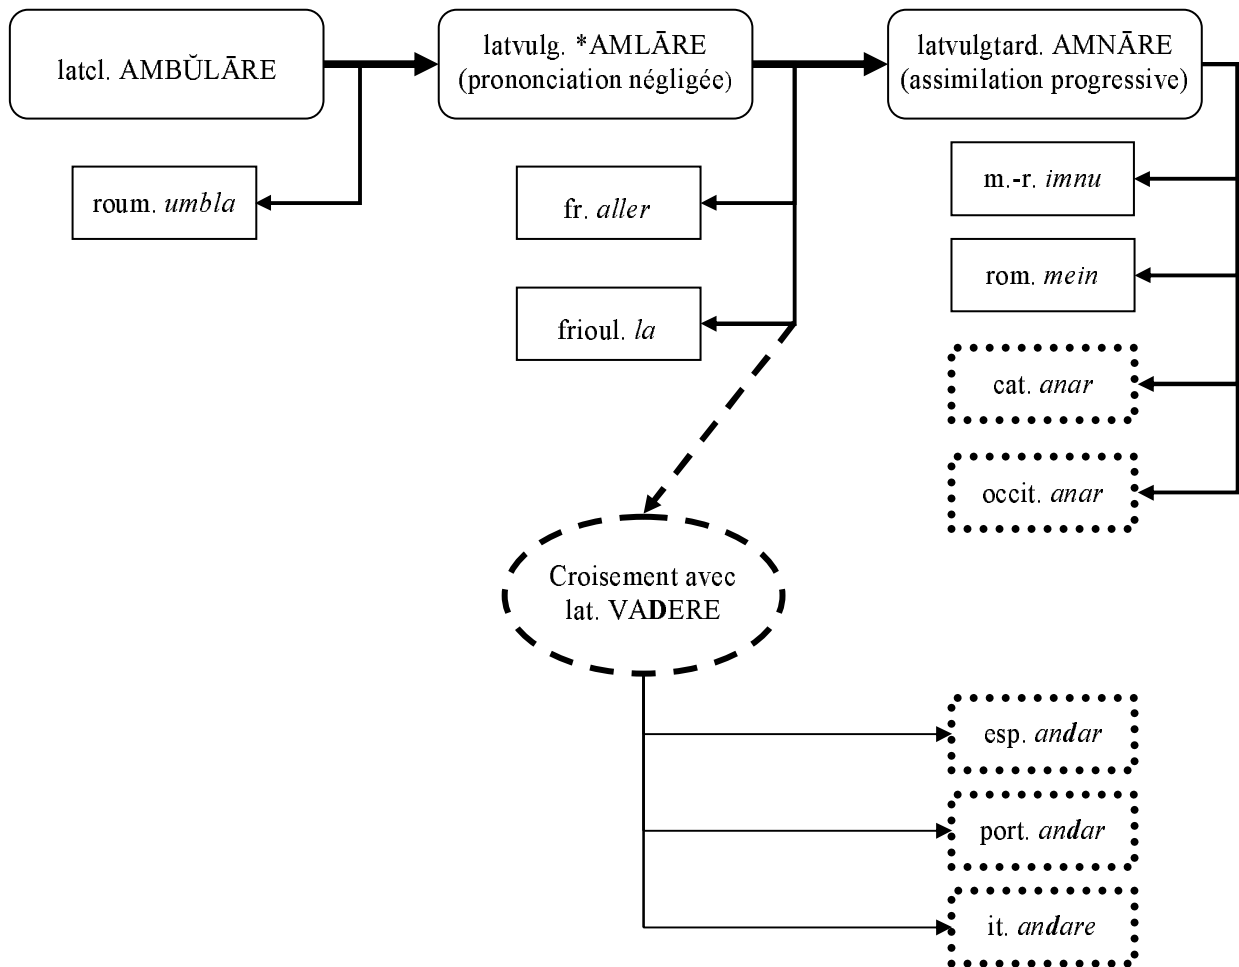 latcl. AMBŬLĀRE
latvulg. *AMLĀRE
(prononciation négligée)
latvulgtard. AMNĀRE
(assimilation progressive)
roum. umbla
fr. aller
frioul. la
m.-r. imnu
rom. mein
cat. anar
occit. anar
Croisement avec
lat. VADERE
esp. andar
port. andar
it. andare